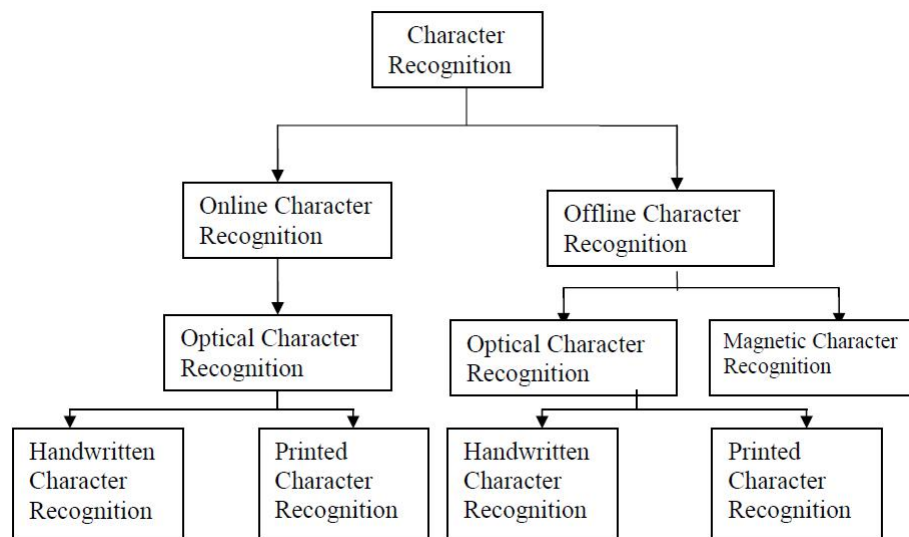 Character
Recognition
Online Character
Recognition
Offline Character
Recognition
Optical Character
Recognition
Optical Character
Recognition
Magnetic Character
Recognition
Handwritten
Character
Recognition
Printed
Character
Recognition
Handwritten
Character
Recognition
Printed
Character
Recognition